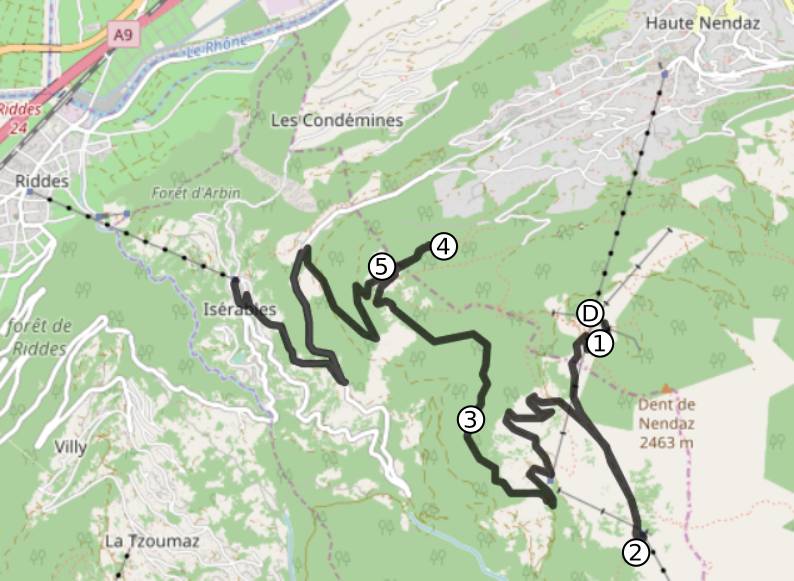 Haute Nendaz
A9
Le Rhône
Riddes
24
Les Condémines
Riddes
Forêt d'Arbin
4
5
Isérables
D
1
forêt de
Riddes
Dent de
Nendaz
2463 m
3
Villy
La Tzoumaz
2